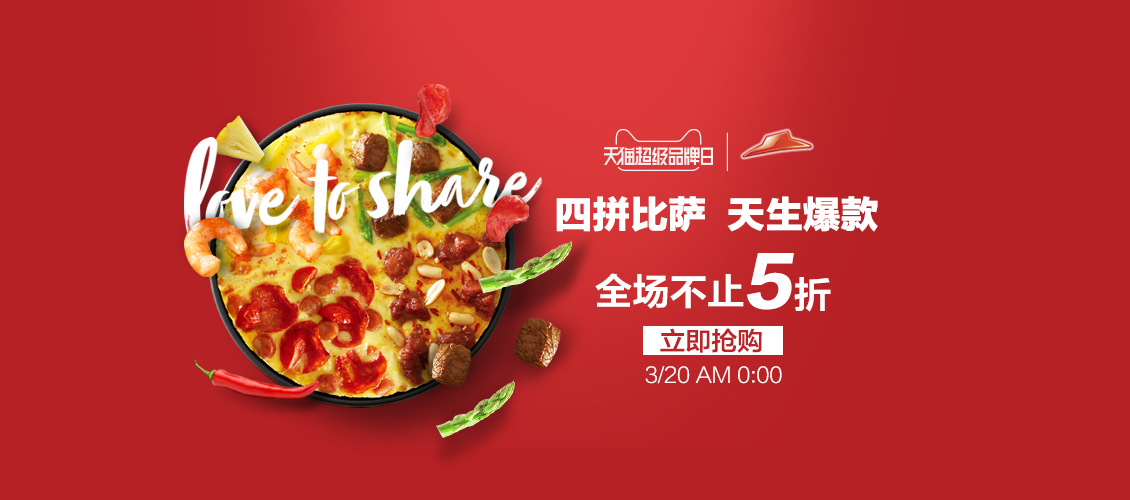 love to share
天猫超级品牌日
四拼比萨 天生爆款
全场不止5折
立即抢购
3/20 AM 0:00